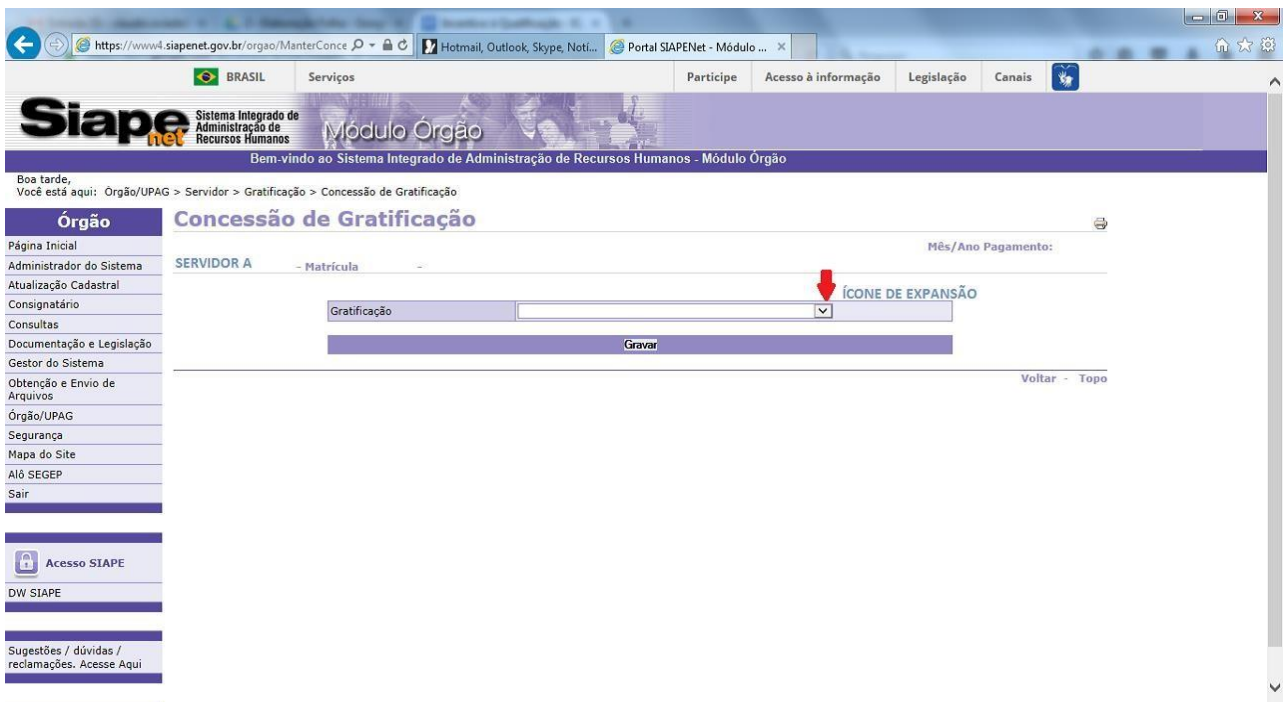 https://www4.siapenet.gov.br/orgao/ManterConce
Hotmail, Outlook, Skype, Notí...
Portal SIAPENet - Módulo ...
BRASIL
Serviços
Participe
Acesso à informação
Legislação
Canais
Siape net
Sistema Integrado de
Administração de
Recursos Humanos
Módulo Órgão
Bem-vindo ao Sistema Integrado de Administração de Recursos Humanos - Módulo Órgão
Boa tarde,
Você está aqui: Órgão/UPAG > Servidor > Gratificação > Concessão de Gratificação
Órgão
Página Inicial
Administrador do Sistema
Atualização Cadastral
Consignatário
Consultas
Documentação e Legislação
Gestor do Sistema
Obtenção e Envio de
Arquivos
Órgão/UPAG
Segurança
Mapa do Site
Alô SEGEP
Sair
Acesso SIAPE
DW SIAPE
Sugestões / dúvidas /
reclamações. Acesse Aqui
Concessão de Gratificação
Mês/Ano Pagamento:
SERVIDOR A - Matrícula -
ÍCONE DE EXPANSÃO
Gratificação
Gravar
Voltar - Topo